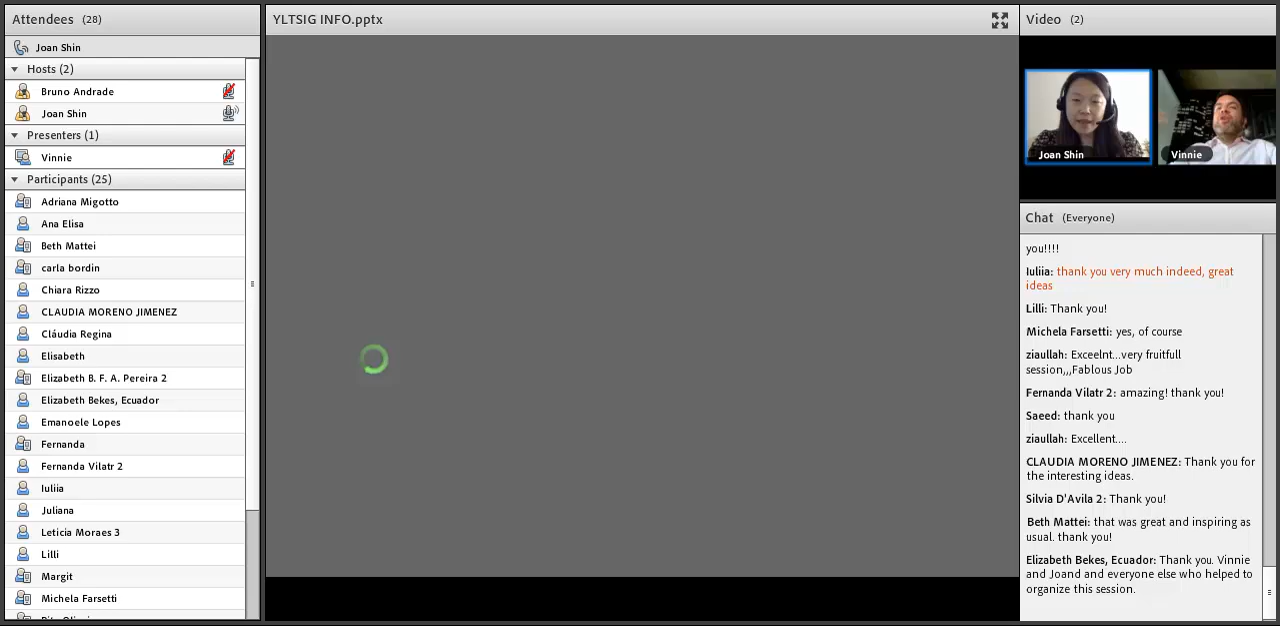 Attendees (28)
Joan Shin
Hosts (2)
Bruno Andrade
Joan Shin
Presenters (1)
Vinnie
Participants (25)
Adriana Migotto
Ana Elisa
Beth Mattei
carla bordin
Chiara Rizzo
CLAUDIA MORENO JIMENEZ
Cláudia Regina
Elisabeth
Elizabeth B. F. A. Pereira 2
Elizabeth Bekes, Ecuador
Emanoele Lopes
Fernanda
Fernanda Vilatr 2
Iuliia
Juliana
Leticia Moraes 3
Lilli
Margit
Michela Farsetti
YLTSIG INFO.pptx
Video (2)
Joan Shin
Vinnie
Chat (Everyone)
you!!!!
Iuliia: thank you very much indeed, great
ideas
Lilli: Thank you!
Michela Farsetti: yes, of course
ziaullah: Exceelnt...very fruitfull
session,,,Fablous Job
Fernanda Vilatr 2: amazing! thank you!
Saeed: thank you
ziaullah: Excellent....
CLAUDIA MORENO JIMENEZ: Thank you for
the interesting ideas.
Silvia D'Avila 2: Thank you!
Beth Mattei: that was great and inspiring as
usual. thank you!
Elizabeth Bekes, Ecuador: Thank you. Vinnie
and Joand and everyone else who helped to
organize this session.